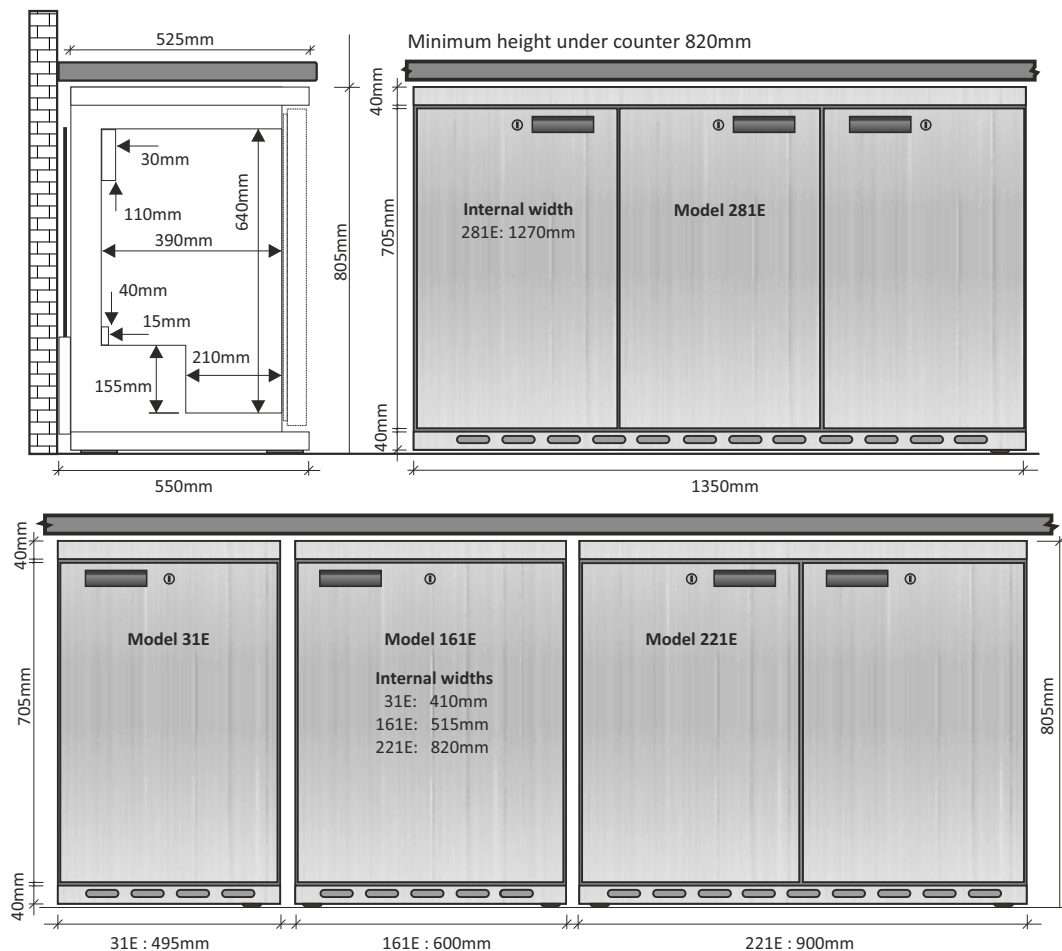 525mm
Minimum height under counter 820mm
40mm
30mm
110mm
640mm
390mm
805mm
705mm
Internal width
281E: 1270mm
Model 281E
40mm
15mm
210mm
155mm
40mm
550mm
1350mm
40mm
Model 31E
Model 161E
Model 221E
Internal widths
31E: 410mm
161E: 515mm
221E: 820mm
705mm
805mm
40mm
31E : 495mm
161E : 600mm
221E : 900mm